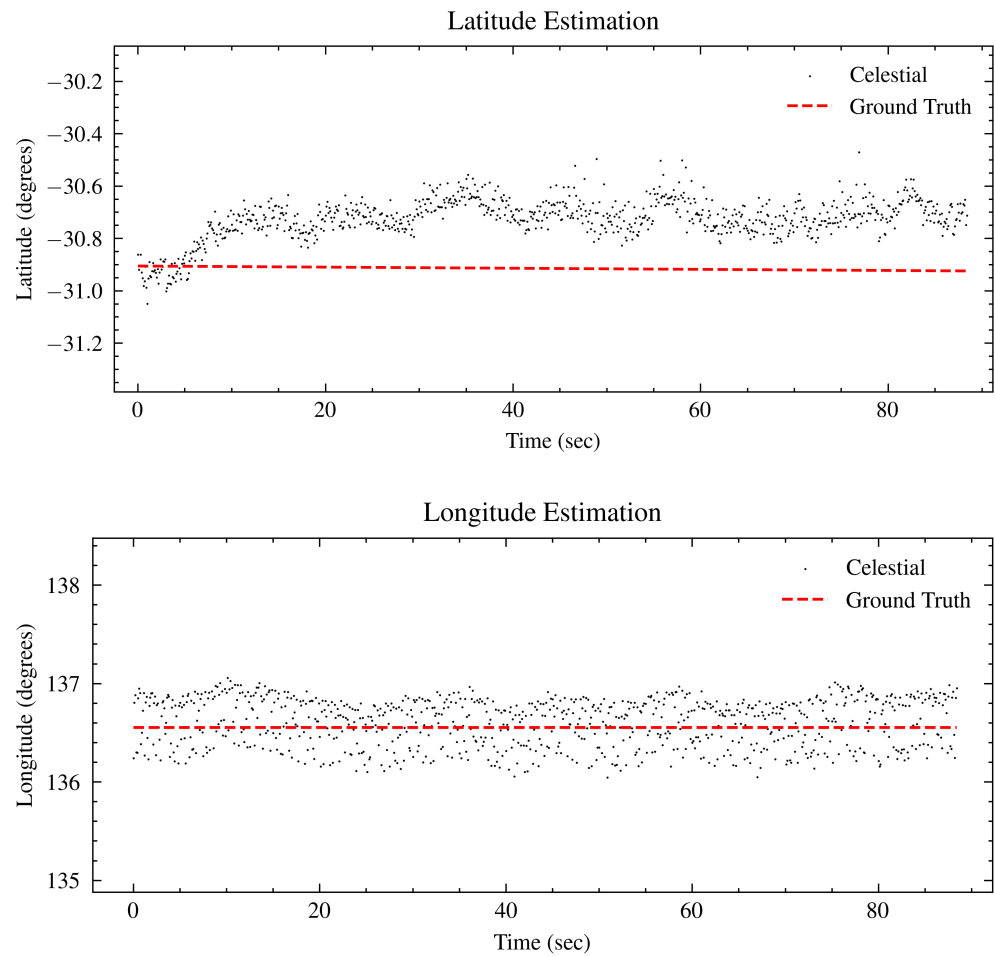 Latitude Estimation
−30.2
−30.4
−30.6
−30.8
−31.0
−31.2
Latitude (degrees)
Celestial
Ground Truth
0 20 40 60 80
Time (sec)
Longitude Estimation
138
137
136
135
Longitude (degrees)
Celestial
Ground Truth
0 20 40 60 80
Time (sec)